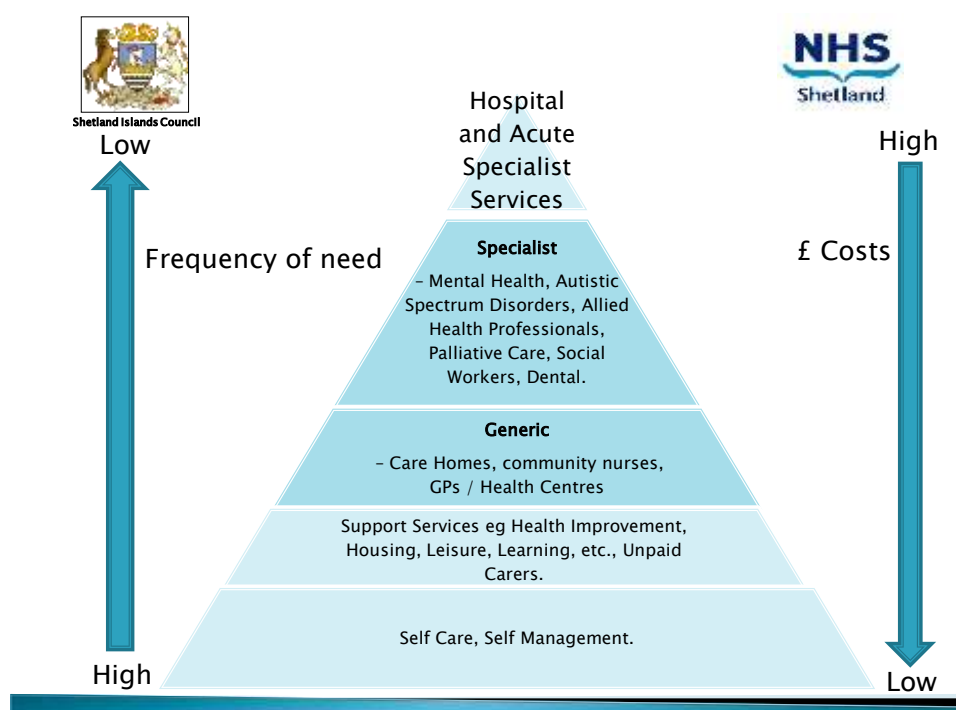 Shetland Islands Council
NHS
Shetland
Low
High
Frequency of need
£ Costs
Hospital
and Acute
Specialist
Services
Specialist
– Mental Health, Autistic
Spectrum Disorders, Allied
Health Professionals,
Palliative Care, Social
Workers, Dental.
Generic
– Care Homes, community nurses,
GPs / Health Centres
Support Services eg Health Improvement,
Housing, Leisure, Learning, etc., Unpaid
Carers.
Self Care, Self Management.
High
Low